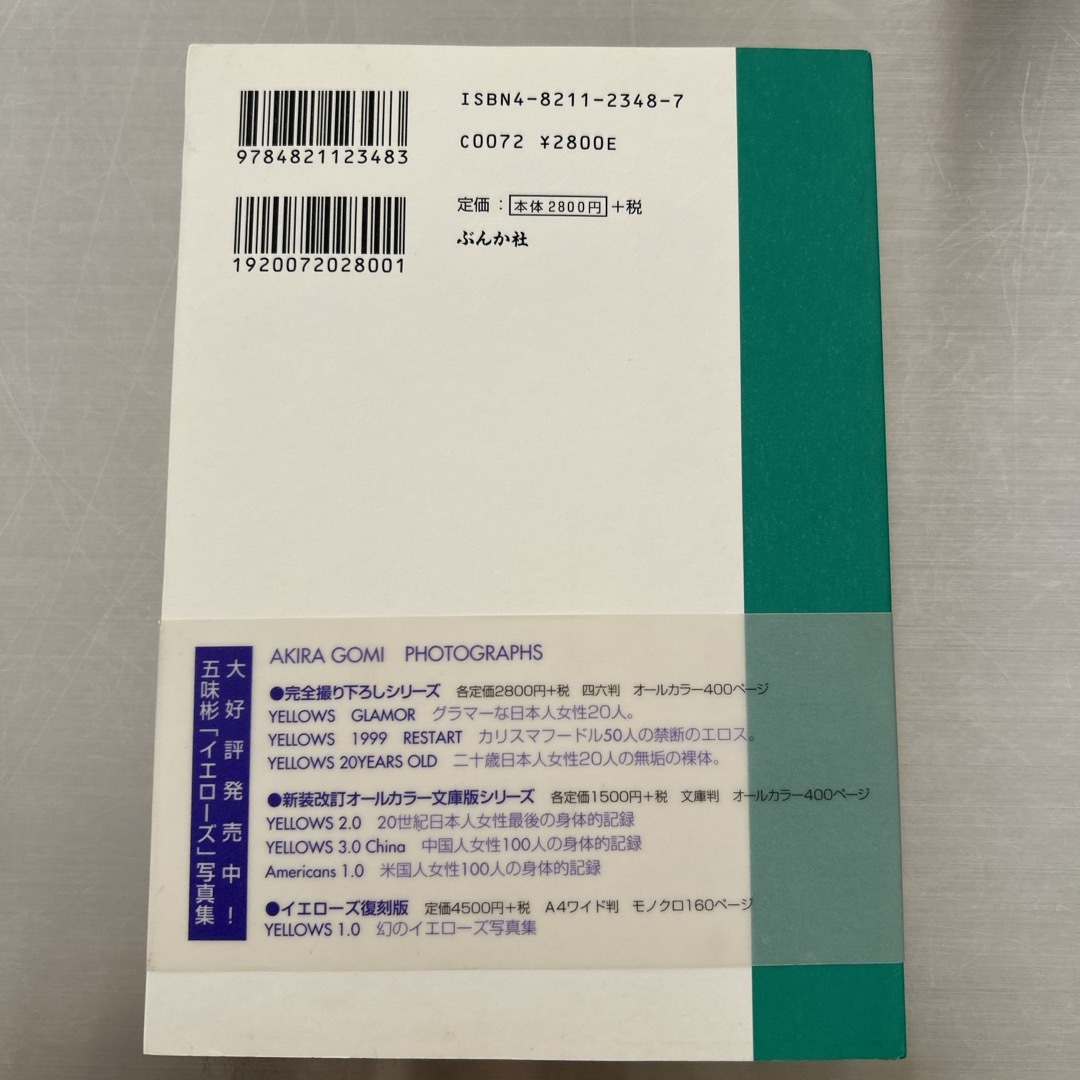 ISBN4-8211-2348-7
9784821123483
C0072 ¥2800E
1920072028001
定価：本体2800円+税
ぶんか社
大好評発売中！
五味彬「イエローズ」写真集
AKIRA GOMI PHOTOGRAPHS
●完全撮り下ろしシリーズ 各定価2800円+税 四六判 オールカラー400ページ
YELLOWS GLAMOR グラマーな日本人女性20人。
YELLOWS 1999 RESTART カリスマフードル50人の禁断のエロス。
YELLOWS 20YEARS OLD 二十歳日本人女性20人の無垢の裸体。
●新装改訂オールカラー文庫版シリーズ 各定価1500円+税 文庫判 オールカラー400ページ
YELLOWS 2.0 20世紀日本人女性最後の身体的記録
YELLOWS 3.0 China 中国人女性100人の身体的記録
Americans 1.0 米国人女性100人の身体的記録
●イエローズ復刻版 定価4500円+税 A4ワイド判 モノクロ160ページ
YELLOWS 1.0 幻のイエローズ写真集